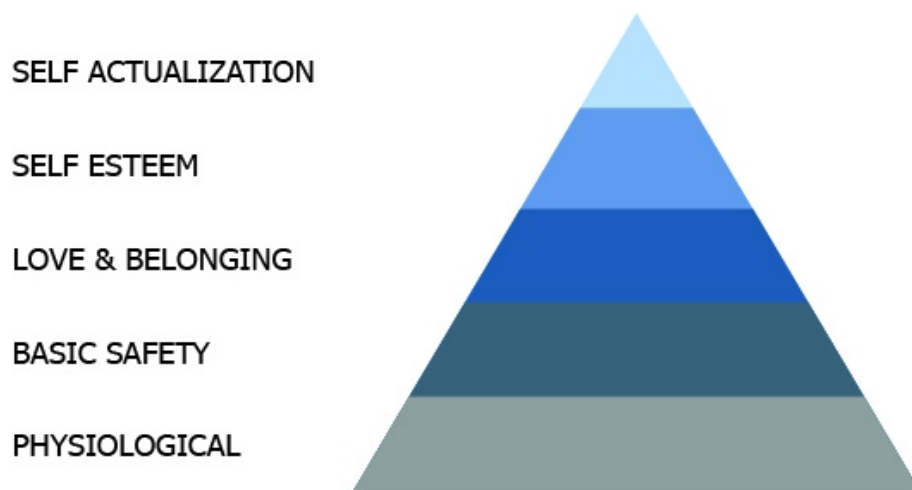 SELF ACTUALIZATION
SELF ESTEEM
LOVE & BELONGING
BASIC SAFETY
PHYSIOLOGICAL